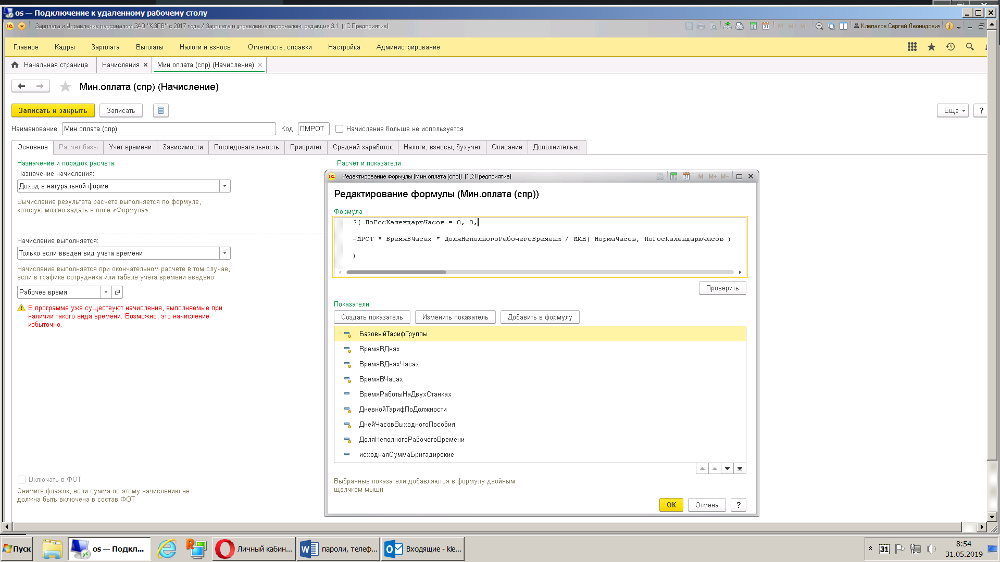 os — Подключение к удаленному рабочему столу
Зарплата и Управление персоналом ЗАО "КЗПВ" с 2017 года / Зарплата и управление персоналом, редакция 3.1 (1С:Предприятие)
M M+ M-
Клепалов Сергей Леонидович
Главное Кадры Зарплата Выплаты Налоги и взносы Отчетность, справки Настройка Администрирование
Начальная страница Начисления Мин.оплата (спр) (Начисление)
Мин.оплата (спр) (Начисление)
Записать и закрыть Записать Еще ?
Наименование: Мин.оплата (спр) Код: ПМРОТ Начисление больше не используется
Основное Расчет базы Учет времени Зависимости Последовательность Приоритет Средний заработок Налоги, взносы, бухучет Описание Дополнительно
Назначение и порядок расчета
Расчет и показатели
Назначение начисления:
Доход в натуральной форме
Вычисление результата расчета выполняется по формуле,
которую можно задать в поле «Формула».
Начисление выполняется:
Только если введен вид учета времени
Начисление выполняется при окончательном расчете в том случае,
если в графике сотрудника или табеле учета времени введено
Рабочее время
В программе уже существуют начисления, выполняемые при
наличии такого вида времени. Возможно, это начисление
избыточно.
Включать в ФОТ
Снимите флажок, если сумма по этому начислению не
должна быть включена в состав ФОТ
Редактирование формулы (Мин.оплата (спр)) (1С:Предприятие)
M M+ M-
Редактирование формулы (Мин.оплата (спр))
Формула
?( ПоГосКалендарюЧасов = 0, 0,
-МРОТ * ВремяВЧасах * ДоляНеполногоРабочегоВремени / МИН( НормаЧасов, ПоГосКалендарюЧасов )
)
Проверить
Показатели
Создать показатель Изменить показатель Добавить в формулу
БазовыйТарифГруппы
ВремяВДнях
ВремяВДняхЧасах
ВремяВЧасах
ВремяРаботыНаДвухСтанках
ДневнойТарифПоДолжности
ДнейЧасовВыходногоПособия
ДоляНеполногоРабочегоВремени
исходнаяСуммаБригадирские
Выбранные показатели добавляются в формулу двойным
щелчком мыши
ОК Отмена ?
Пуск os — Подкл... Личный кабин... пароли, телеф... Входящие - kle... 31 8:54
31.05.2019